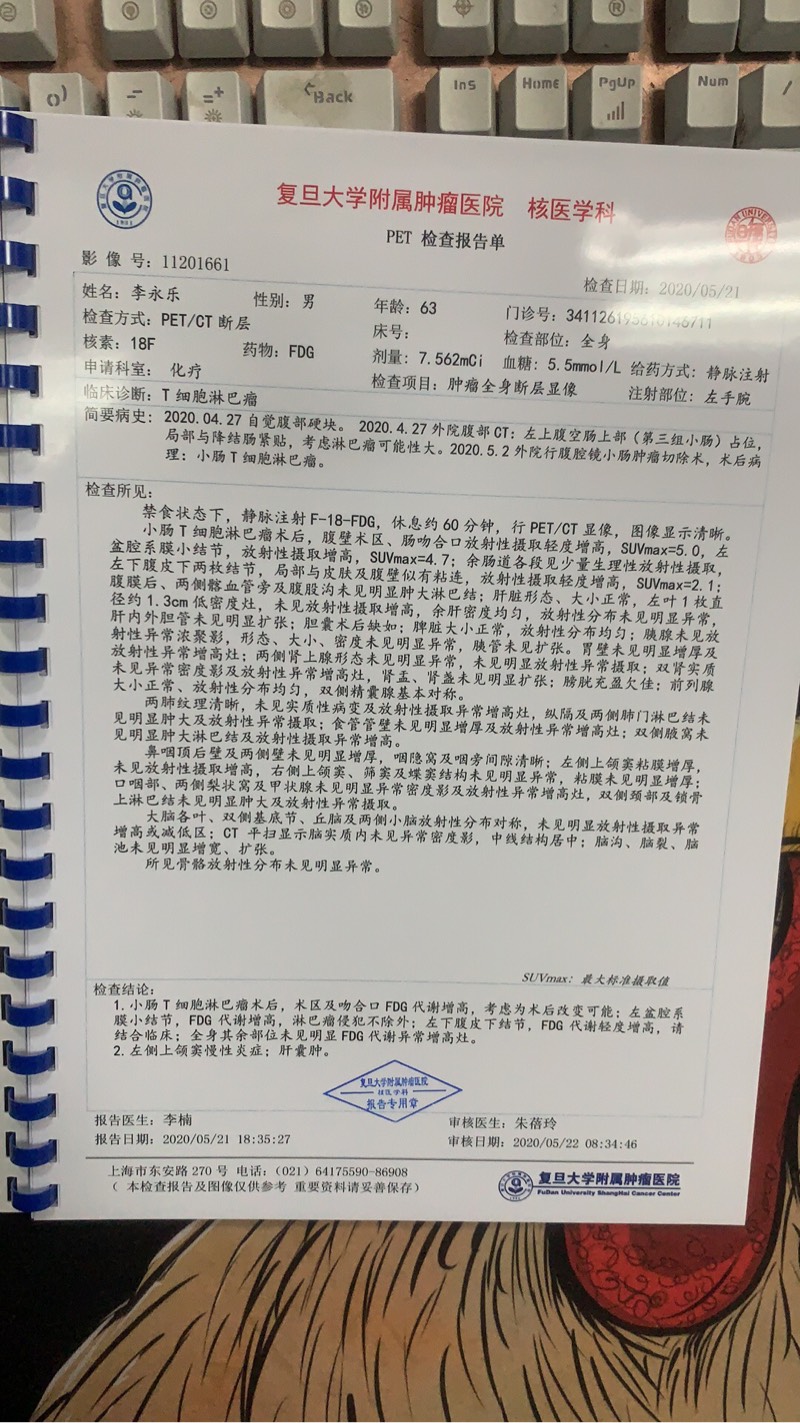 Back
Ins
Home
PgUp
Num
复旦大学附属肿瘤医院 核医学科
PET 检查报告单
影 像 号: 11201661
检查日期: 2020/05/21
姓名: 李永乐 性别: 男 年龄: 63 门诊号:
检查方式: PET/CT 断层 床号: 检查部位: 全身
核素: 18F 药物: FDG 剂量: 7.562mCi 血糖: 5.5mmol/L 给药方式: 静脉注射
申请科室: 化疗 检查项目: 肿瘤全身断层显像 注射部位: 左手腕
临床诊断: T 细胞淋巴瘤
简要病史: 2020.04.27 自觉腹部硬块。 2020.4.27 外院腹部 CT: 左上腹空肠上部 (第三组小肠) 占位,
局部与降结肠紧贴, 考虑淋巴瘤可能性大。2020.5.2 外院行腹腔镜小肠肿瘤切除术, 术后病
理: 小肠 T 细胞淋巴瘤。
检查所见:
禁食状态下, 静脉注射 F-18-FDG, 休息约 60 分钟, 行 PET/CT 显像, 图像显示清晰。
小肠 T 细胞淋巴瘤术后, 腹壁术区、肠吻合口放射性摄取轻度增高, SUVmax=5.0, 左
盆腔系膜小结节, 放射性摄取增高, SUVmax=4.7; 余肠道各段见少量生理性放射性摄取,
左下腹皮下两枚结节, 局部与皮肤及腹壁似有粘连, 放射性摄取轻度增高, SUVmax=2.1;
腹膜后、两侧髂血管旁及腹股沟未见明显肿大淋巴结; 肝脏形态、大小正常, 左叶 1 枚直
径约 1.3cm 低密度灶, 未见放射性摄取增高, 余肝密度均匀, 放射性分布未见明显异常,
肝内外胆管未见明显扩张; 胆囊术后缺如; 脾脏大小正常, 放射性分布均匀; 胰腺未见放
射性异常浓聚影, 形态、大小、密度未见明显异常, 胰管未见扩张。胃壁未见明显增厚及
放射性异常增高灶; 两侧肾上腺形态未见明显异常, 未见明显放射性摄取; 双肾实质
未见异常密度影及放射性异常增高灶, 肾盂、肾盏未见明显扩张; 膀胱充盈欠佳; 前列腺
大小正常、放射性分布均匀, 双侧精囊腺基本对称。
两肺纹理清晰, 未见实质性病变及放射性摄取异常增高灶, 纵隔及两侧肺门淋巴结未
见明显肿大及放射性摄取; 食管管壁未见明显增厚及放射性异常增高灶; 双侧腋窝未
见明显肿大淋巴结及放射性摄取异常增高。
鼻咽顶后壁及两侧壁未见明显增厚, 咽隐窝及咽旁间隙清晰; 左侧上颌窦粘膜增厚,
未见放射性摄取增高, 右侧上颌窦、筛窦及蝶窦结构未见明显异常, 粘膜未见明显增厚;
口咽部、两侧梨状窝及甲状腺未见明显异常密度影及放射性异常增高灶, 双侧颈部及锁骨
上淋巴结未见明显肿大及放射性异常摄取。
大脑各叶、双侧基底节、丘脑及两侧小脑放射性分布对称, 未见明显放射性摄取异常
增高或减低区; CT 平扫显示脑实质内未见异常密度影, 中线结构居中; 脑沟、脑裂、脑
池未见明显增宽、扩张。
所见骨骼放射性分布未见明显异常。
SUVmax: 最大标准摄取值
检查结论:
1. 小肠 T 细胞淋巴瘤术后, 术区及吻合口 FDG 代谢增高, 考虑为术后改变可能; 左盆腔系
膜小结节, FDG 代谢增高, 淋巴瘤侵犯不除外; 左下腹皮下结节, FDG 代谢轻度增高, 请
结合临床; 全身其余部位未见明显 FDG 代谢异常增高灶。
2. 左侧上颌窦慢性炎症; 肝囊肿。
复旦大学附属肿瘤医院
核医学科
报告专用章
报告医生: 李楠 审核医生: 朱蓓玲
报告日期: 2020/05/21 18:35:27 审核日期: 2020/05/22 08:34:46
上海市东安路 270 号 电话: (021) 64175590-86908
( 本检查报告及图像仅供参考 重要资料请妥善保存)
复旦大学附属肿瘤医院
FuDan University ShangHai Cancer Center